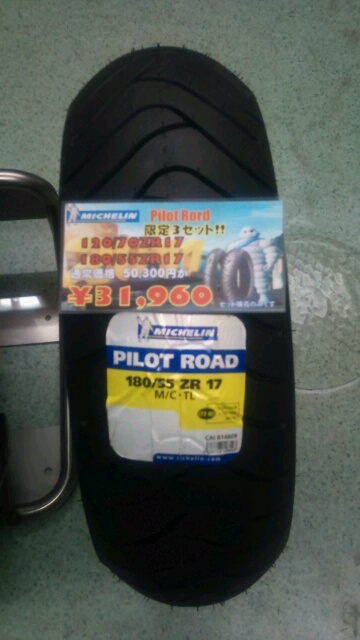 MICHELIN
Pilot Rord
限定3セット!!
120/70ZR17
180/55ZR17
通常価格 50,300円が
¥31,960
MICHELIN
PILOT ROAD
180/55 ZR 17
M/C - TL